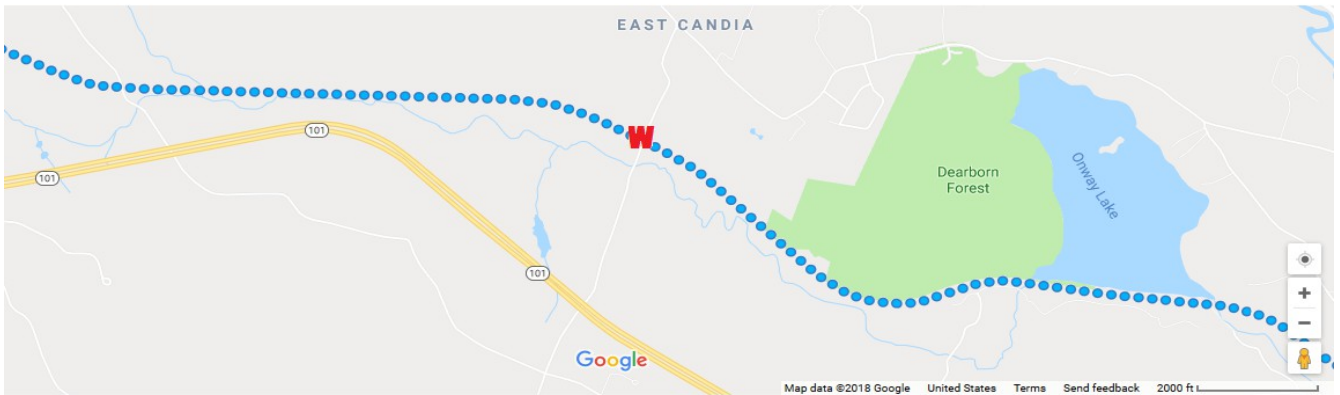 EAST CANDIA
101
W
Dearborn
Forest
Onway Lake
101
101
Google
Map data ©2018 Google United States Terms Send feedback 2000 ft